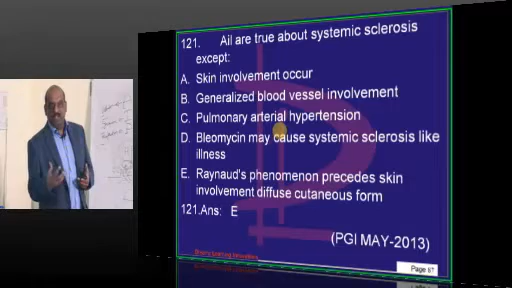 121. Ail are true about systemic sclerosis
except:
A. Skin involvement occur
B. Generalized blood vessel involvement
C. Pulmonary arterial hypertension
D. Bleomycin may cause systemic sclerosis like
illness
E. Raynaud's phenomenon precedes skin
involvement diffuse cutaneous form
121.Ans: E
(PGI MAY-2013)
Page 81